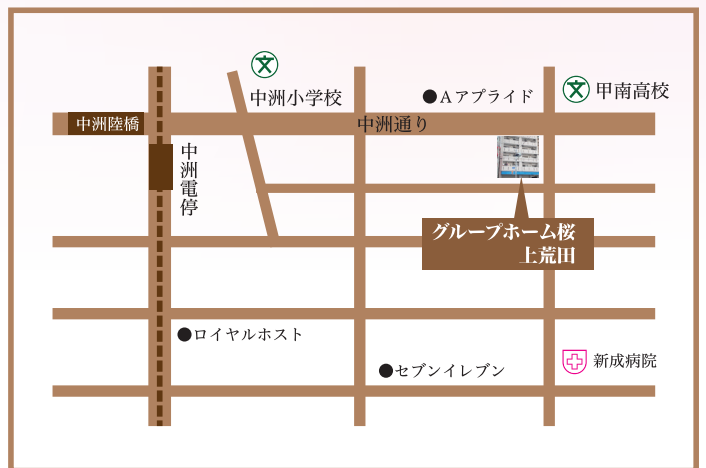 中洲小学校
●Aアプライド
甲南高校
中洲陸橋
中洲通り
中洲電停
グループホーム桜
上荒田
●ロイヤルホスト
●セブンイレブン
新成病院